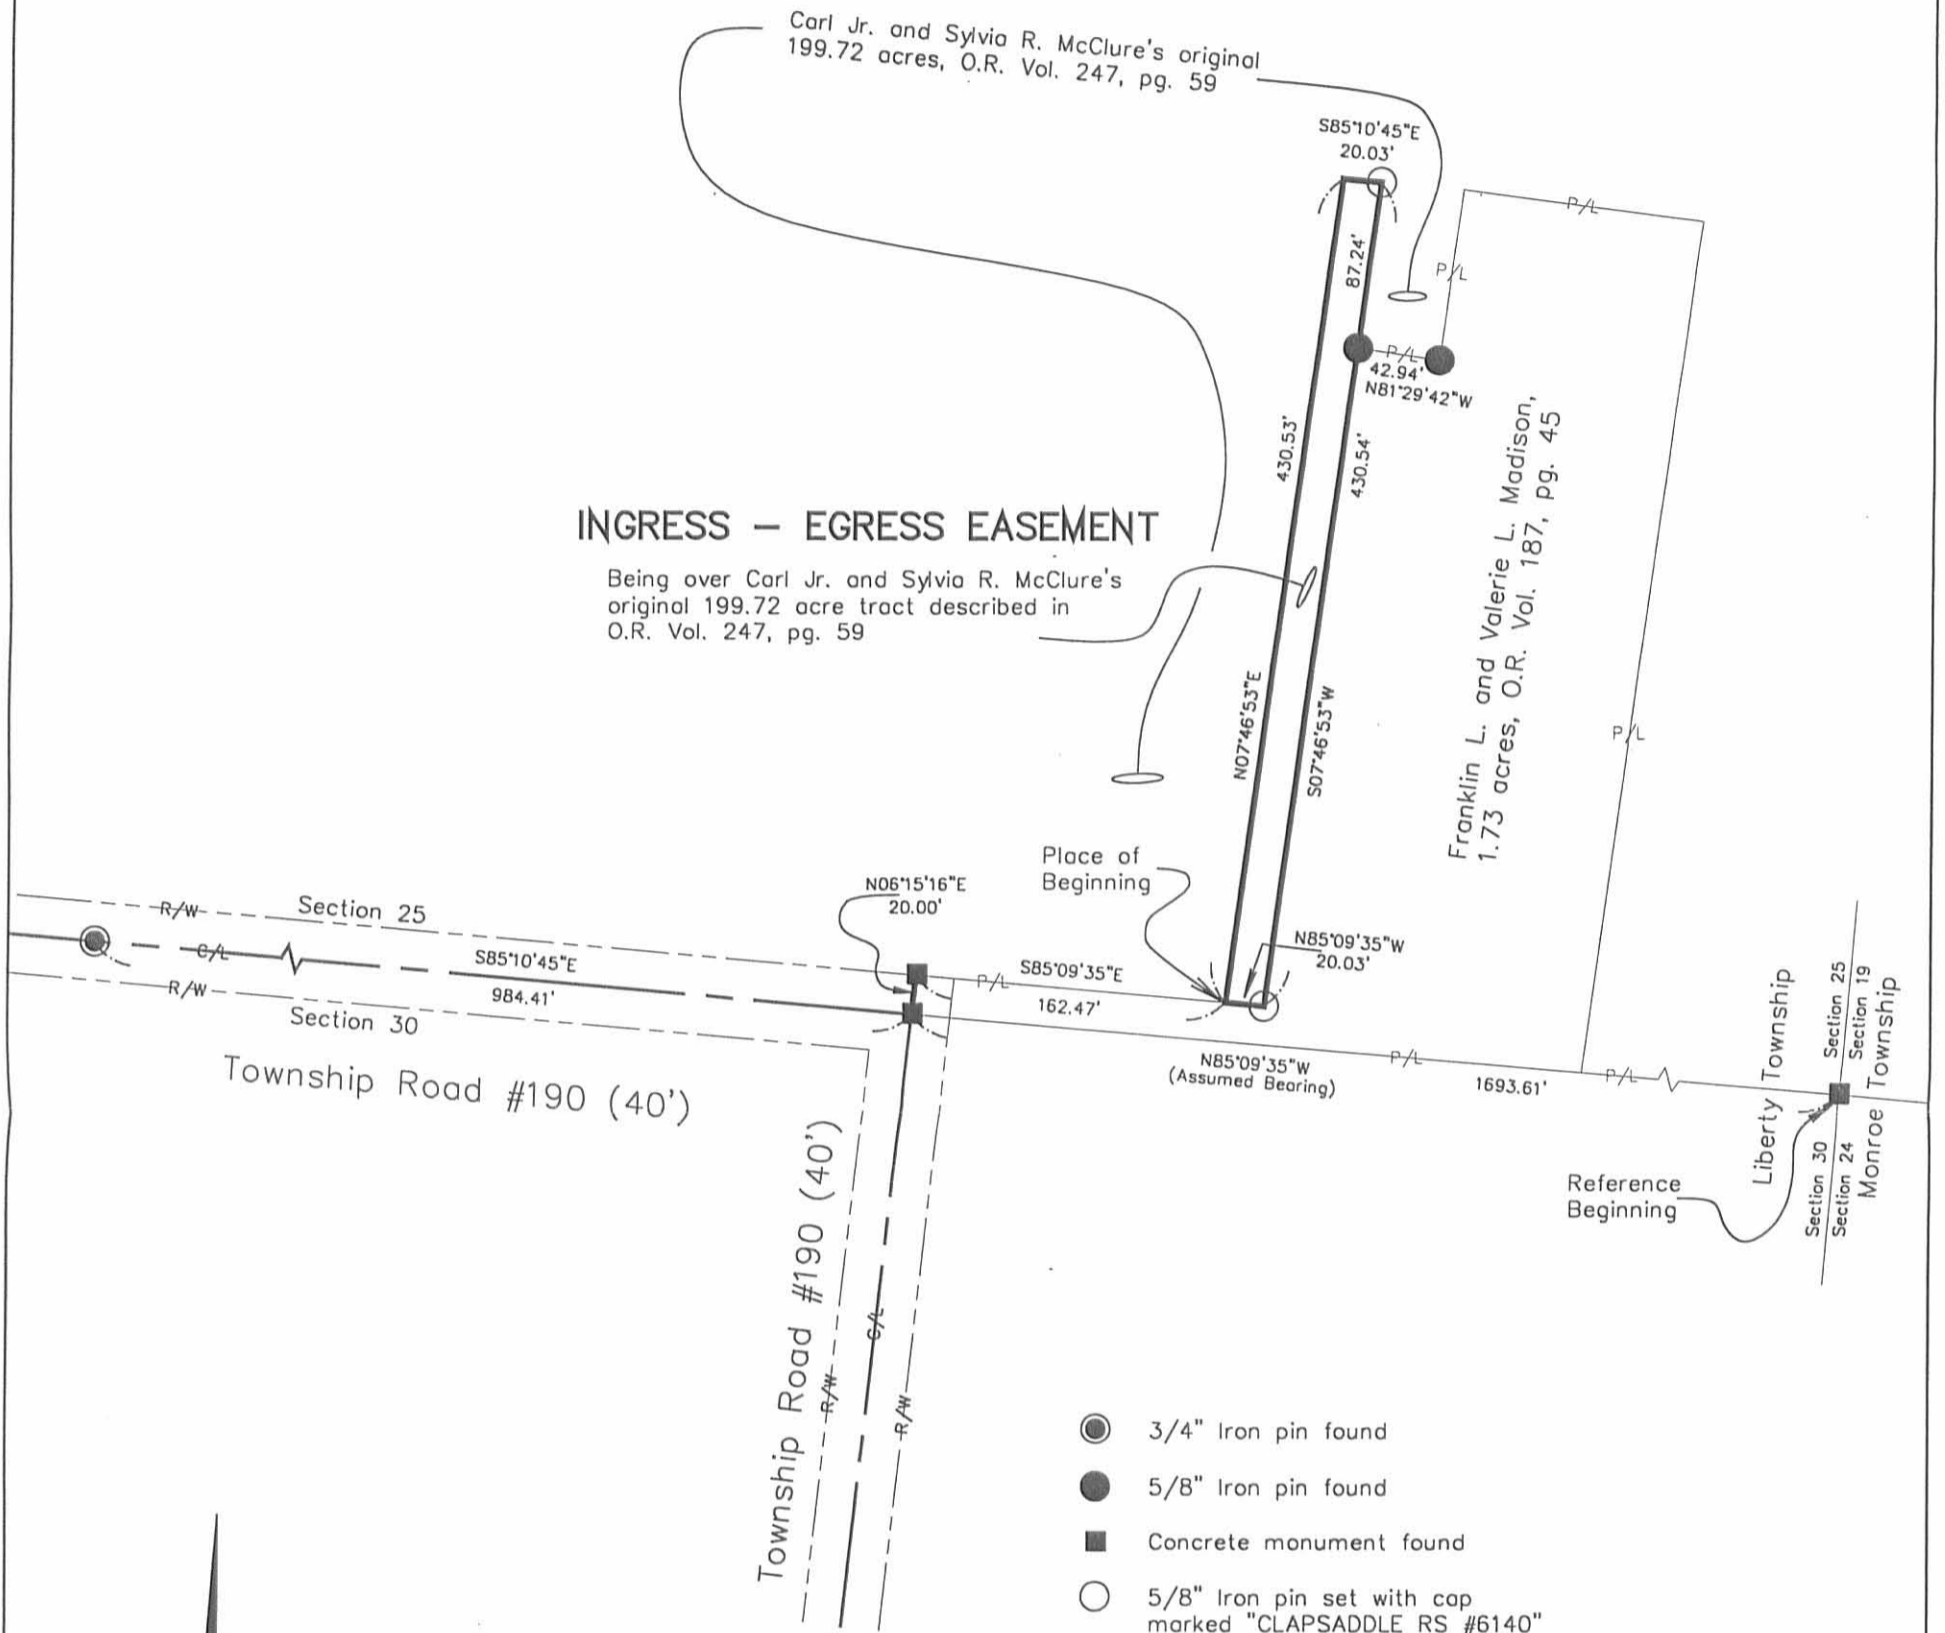 Carl Jr. and Sylvia R. McClure's original
199.72 acres, O.R. Vol. 247, pg. 59
S85°10'45"E
20.03'
P/L
87.24'
P/L
P/L
42.94'
N81°29'42"W
430.53'
430.54'
Franklin L. and Valerie L. Madison,
1.73 acres, O.R. Vol. 187, pg. 45
INGRESS – EGRESS EASEMENT
Being over Carl Jr. and Sylvia R. McClure's
original 199.72 acre tract described in
O.R. Vol. 247, pg. 59
N07°46'53"E
S07°46'53"W
P/L
Place of
Beginning
N06°15'16"E
20.00'
R/W
Section 25
C/L
S85°10'45"E
984.41'
R/W
Section 30
Township Road #190 (40')
P/L
S85°09'35"E
162.47'
N85°09'35"W
20.03'
N85°09'35"W
(Assumed Bearing)
P/L
1693.61'
P/L
Liberty Township
Section 25
Section 19
Monroe Township
Section 30
Section 24
Reference
Beginning
Township Road #190 (40')
R/W
C/L
R/W
3/4" Iron pin found
5/8" Iron pin found
Concrete monument found
5/8" Iron pin set with cap
marked "CLAPSADDLE RS #6140"